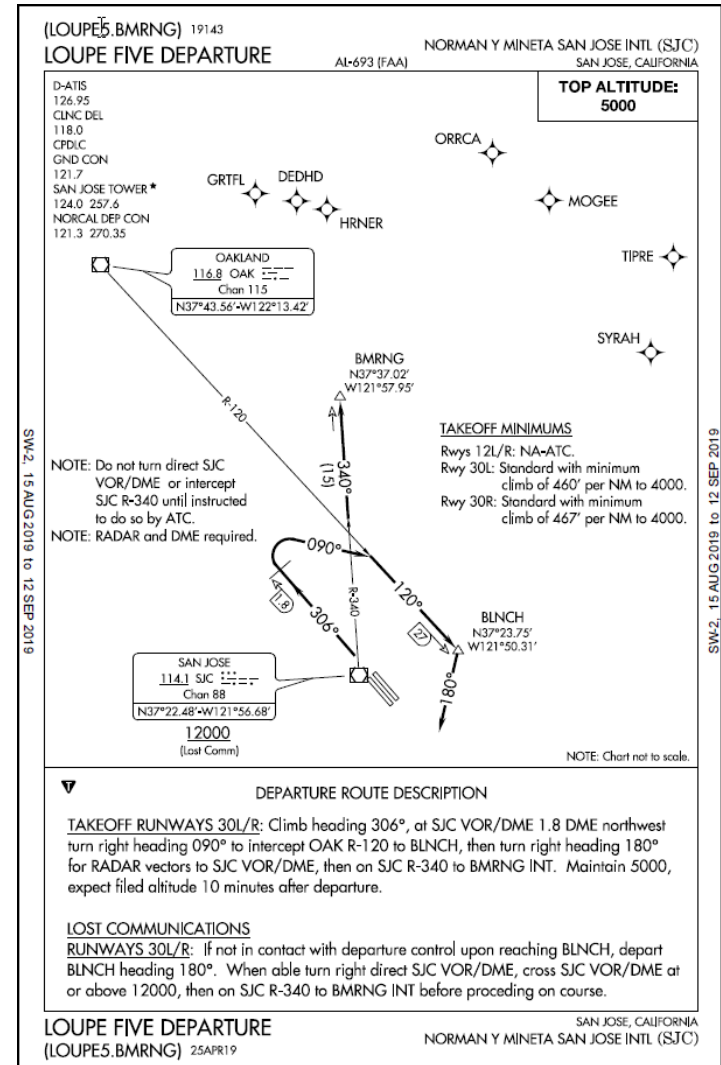 (LOUPE5.BMRNG) 19143
LOUPE FIVE DEPARTURE
AL-693 (FAA)
NORMAN Y MINETA SAN JOSE INTL (SJC)
SAN JOSE, CALIFORNIA
D-ATIS
126.95
CLNC DEL
118.0
CPDLC
GND CON
121.7
SAN JOSE TOWER★
124.0 257.6
NORCAL DEP CON
121.3 270.35
TOP ALTITUDE:
5000
ORRCA
GRTFL
DEDHD
HRNER
MOGEE
TIPRE
SYRAH
OAKLAND
116.8 OAK
Chan 115
N37°43.56'-W122°13.42'
R-120
BMRNG
N37°37.02'
W121°57.95'
TAKEOFF MINIMUMS
Rwys 12L/R: NA-ATC.
Rwy 30L: Standard with minimum
climb of 460' per NM to 4000.
Rwy 30R: Standard with minimum
climb of 467' per NM to 4000.
NOTE: Do not turn direct SJC
VOR/DME or intercept
SJC R-340 until instructed
to do so by ATC.
NOTE: RADAR and DME required.
340°
(15)
090°
1.8
306°
R-340
120°
27
BLNCH
N37°23.75'
W121°50.31'
180°
SAN JOSE
114.1 SJC
Chan 88
N37°22.48'-W121°56.68'
12000
(Lost Comm)
NOTE: Chart not to scale.
SW-2, 15 AUG 2019 to 12 SEP 2019
SW-2, 15 AUG 2019 to 12 SEP 2019
T
DEPARTURE ROUTE DESCRIPTION
TAKEOFF RUNWAYS 30L/R: Climb heading 306°, at SJC VOR/DME 1.8 DME northwest
turn right heading 090° to intercept OAK R-120 to BLNCH, then turn right heading 180°
for RADAR vectors to SJC VOR/DME, then on SJC R-340 to BMRNG INT. Maintain 5000,
expect filed altitude 10 minutes after departure.
LOST COMMUNICATIONS
RUNWAYS 30L/R: If not in contact with departure control upon reaching BLNCH, depart
BLNCH heading 180°. When able turn right direct SJC VOR/DME, cross SJC VOR/DME at
or above 12000, then on SJC R-340 to BMRNG INT before proceding on course.
LOUPE FIVE DEPARTURE
(LOUPE5.BMRNG) 25APR19
SAN JOSE, CALIFORNIA
NORMAN Y MINETA SAN JOSE INTL (SJC)